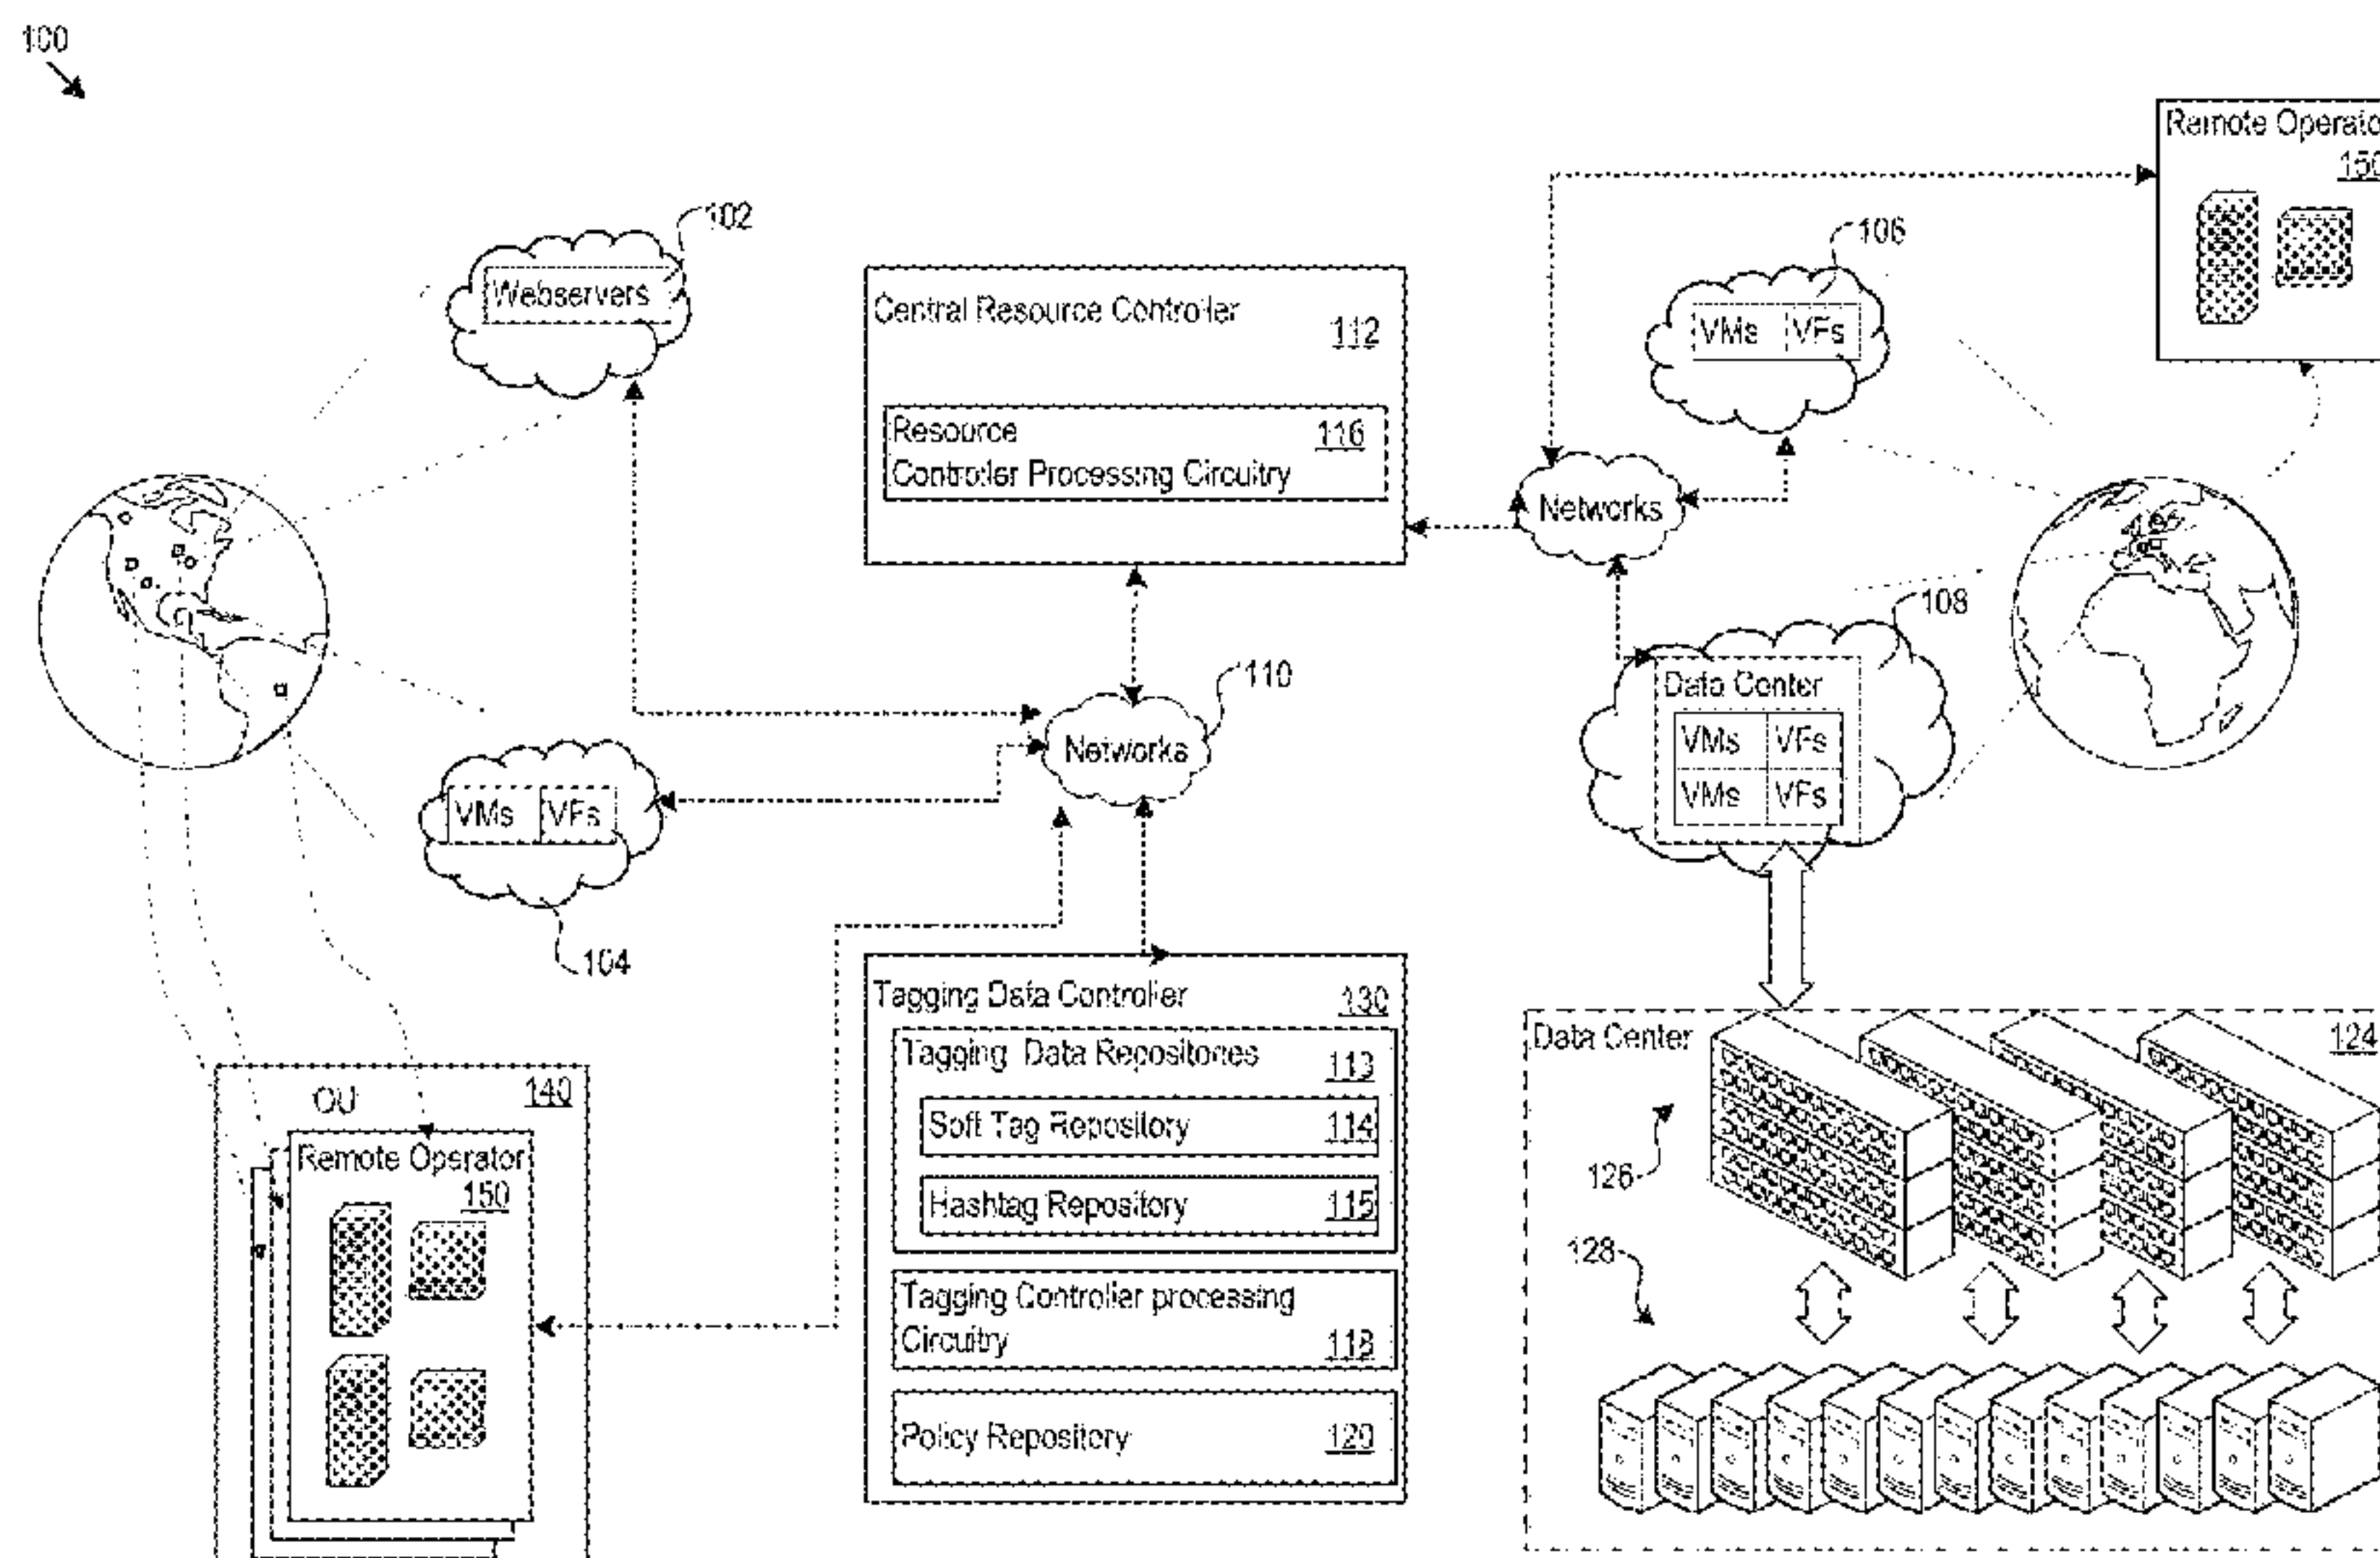 100
Remote Operato
150
102
Webservers
106
VMs VFs
Central Resource Controller
112
Resource 116
Controller Processing Circuitry
Networks
108
Data Center
VMs VFs
VMs VFs
110
Networks
VMs VFs
104
Tagging Data Controller 130
Tagging Data Repositories 113
Soft Tag Repository 114
Hashtag Repository 115
Tagging Controller processing
Circuitry 118
Policy Repository 120
OU 140
Remote Operator
150
Data Center 124
126
128